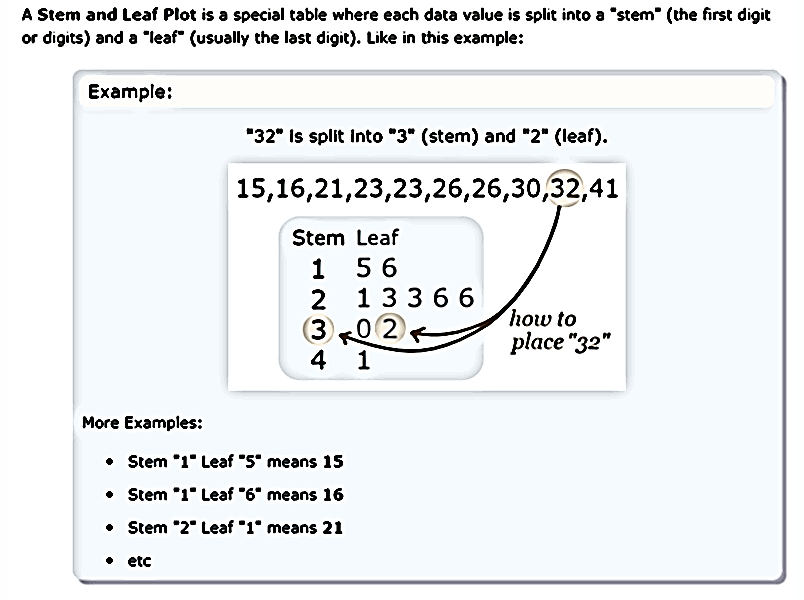 A Stem and Leaf Plot is a special table where each data value is split into a "stem" (the first digit
or digits) and a "leaf" (usually the last digit). Like in this example:
Example:
"32" is split into "3" (stem) and "2" (leaf).
15,16,21,23,23,26,26,30,32,41
Stem Leaf
1 5 6
2 1 3 3 6 6
3 0 2
4 1
how to
place "32"
More Examples:
• Stem "1" Leaf "5" means 15
• Stem "1" Leaf "6" means 16
• Stem "2" Leaf "1" means 21
• etc